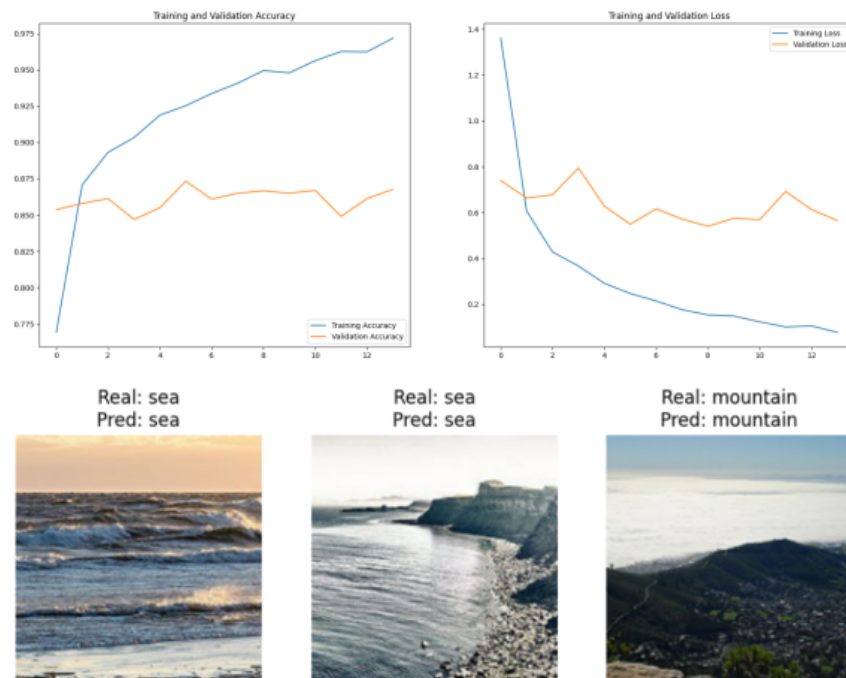 Training and Validation Accuracy
0.975
0.950
0.925
0.900
0.875
0.850
0.825
0.800
0.775
Training Accuracy
Validation Accuracy
0 2 4 6 8 10 12
Training and Validation Loss
1.4
1.2
1.0
0.8
0.6
0.4
0.2
Training Loss
Validation Loss
0 2 4 6 8 10 12
Real: sea
Pred: sea
Real: sea
Pred: sea
Real: mountain
Pred: mountain